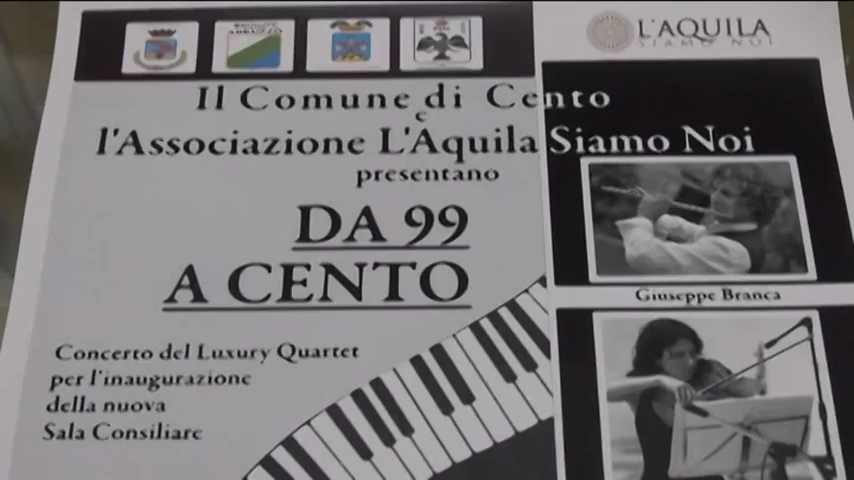 L'AQUILA
SIAMO NOI
Il Comune di Cento
e
l'Associazione L'Aquila Siamo Noi
presentano
DA 99
A CENTO
Giuseppe Branca
Concerto del Luxury Quartet
per l'inaugurazione
della nuova
Sala Consiliare